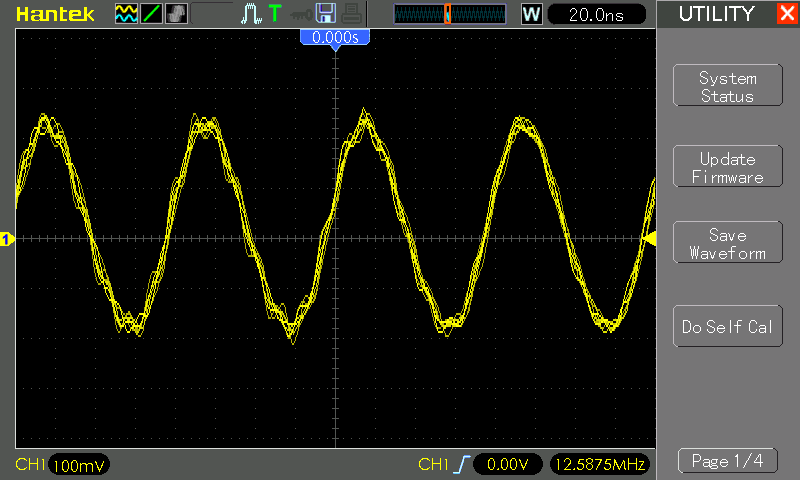 Hantek
T
W
20.0ns
UTILITY
0.000s
System
Status
Update
Firmware
Save
Waveform
1
Do Self Cal
CH1 100mV
CH1 0.00V 12.5875MHz
Page 1/4